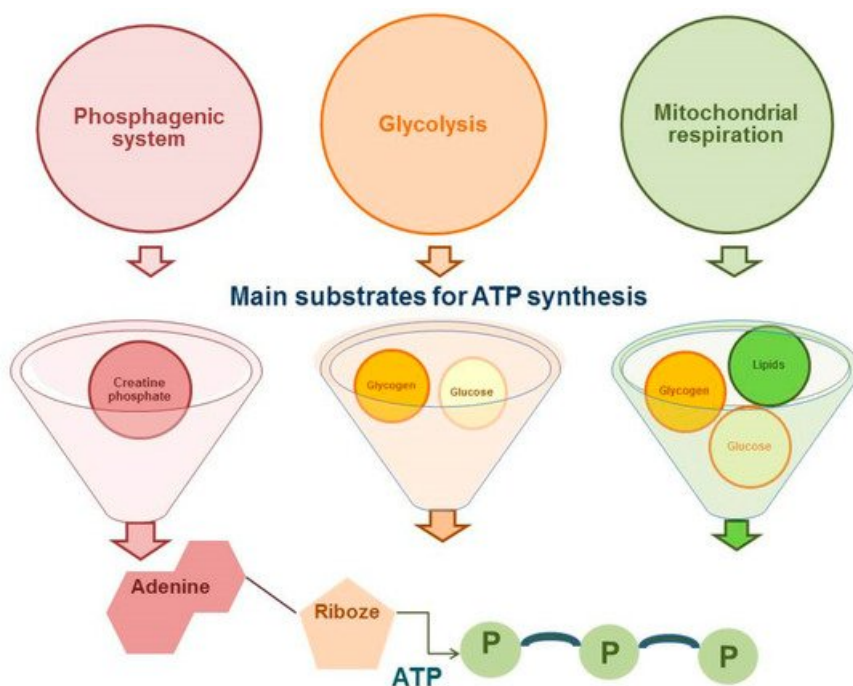 Phosphagenic
system
Glycolysis
Mitochondrial
respiration
Main substrates for ATP synthesis
Creatine
phosphate
Glycogen
Glucose
Glycogen
Lipids
Glucose
Adenine
Riboze
ATP
P
P
P